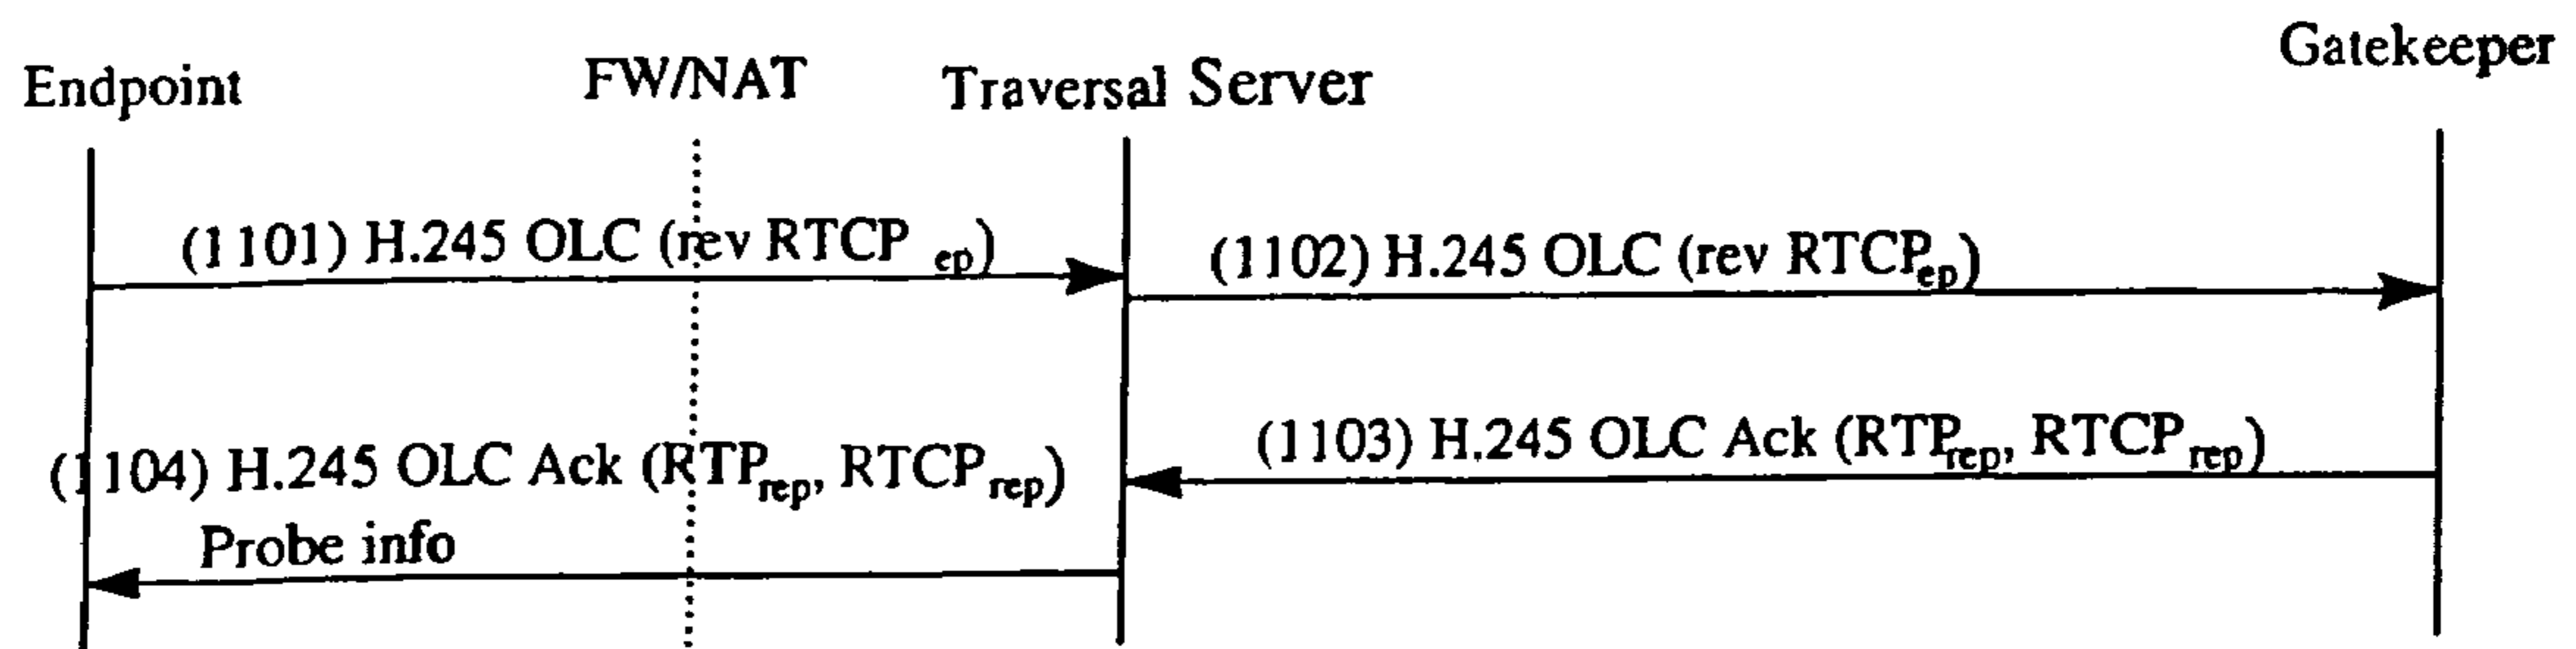 Endpoint FW/NAT Traversal Server Gatekeeper
(1101) H.245 OLC (rev RTCP ep) (1102) H.245 OLC (rev RTCPep)
(1103) H.245 OLC Ack (RTPrep, RTCPrep)
(1104) H.245 OLC Ack (RTPrep, RTCPrep)
Probe info